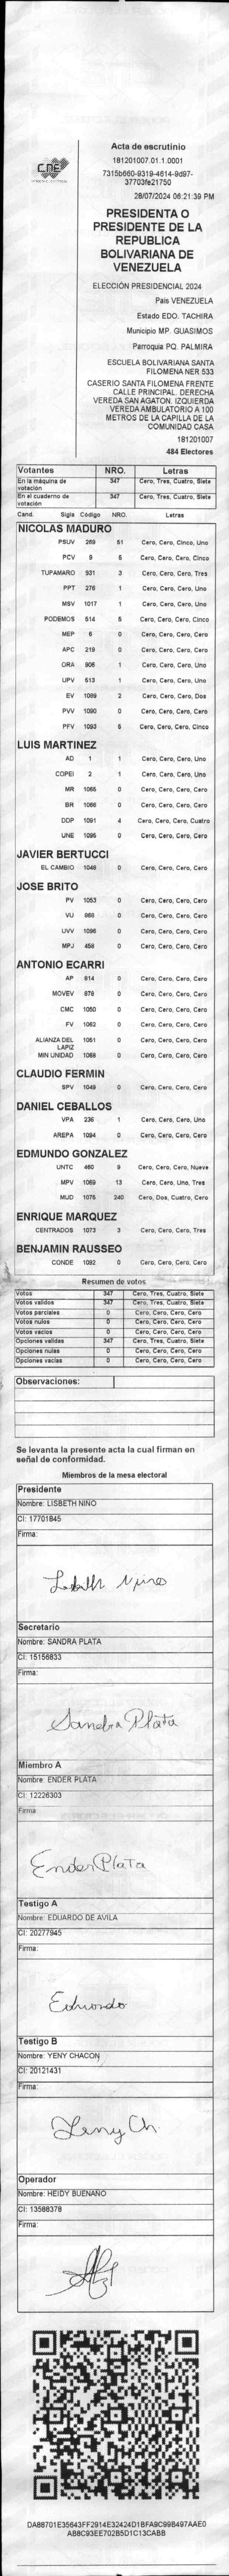 CNE
Acta de escrutinio
181201007.01.1.0001
7315b660-9319-4614-9d97-
37703fe21750
28/07/2024 06:21:39 PM
PRESIDENTA O
PRESIDENTE DE LA
REPUBLICA
BOLIVARIANA DE
VENEZUELA
ELECCIÓN PRESIDENCIAL 2024
Pais VENEZUELA
Estado EDO. TACHIRA
Municipio MP. GUASIMOS
Parroquia PQ. PALMIRA
ESCUELA BOLIVARIANA SANTA
FILOMENA NER 533
CASERIO SANTA FILOMENA FRENTE
CALLE PRINCIPAL. DERECHA
VEREDA SAN AGATON. IZQUIERDA
VEREDA AMBULATORIO A 100
METROS DE LA CAPILLA DE LA
COMUNIDAD CASA
181201007
484 Electores
Votantes NRO. Letras
En la máquina de votación 347 Cero, Tres, Cuatro, Siete
En el cuaderno de votación 347 Cero, Tres, Cuatro, Siete
Cand. Sigla Código NRO. Letras
NICOLAS MADURO
PSUV 269 51 Cero, Cero, Cinco, Uno
PCV 9 5 Cero, Cero, Cero, Cinco
TUPAMARO 931 3 Cero, Cero, Cero, Tres
PPT 276 1 Cero, Cero, Cero, Uno
MSV 1017 1 Cero, Cero, Cero, Uno
PODEMOS 514 5 Cero, Cero, Cero, Cinco
MEP 6 0 Cero, Cero, Cero, Cero
APC 219 0 Cero, Cero, Cero, Cero
ORA 906 1 Cero, Cero, Cero, Uno
UPV 513 1 Cero, Cero, Cero, Uno
EV 1089 2 Cero, Cero, Cero, Dos
PVV 1090 0 Cero, Cero, Cero, Cero
PFV 1093 5 Cero, Cero, Cero, Cinco
LUIS MARTINEZ
AD 1 1 Cero, Cero, Cero, Uno
COPEI 2 1 Cero, Cero, Cero, Uno
MR 1065 0 Cero, Cero, Cero, Cero
BR 1066 0 Cero, Cero, Cero, Cero
DDP 1091 4 Cero, Cero, Cero, Cuatro
UNE 1095 0 Cero, Cero, Cero, Cero
JAVIER BERTUCCI
EL CAMBIO 1048 0 Cero, Cero, Cero, Cero
JOSE BRITO
PV 1053 0 Cero, Cero, Cero, Cero
VU 868 0 Cero, Cero, Cero, Cero
UVV 1096 0 Cero, Cero, Cero, Cero
MPJ 458 0 Cero, Cero, Cero, Cero
ANTONIO ECARRI
AP 814 0 Cero, Cero, Cero, Cero
MOVEV 979 0 Cero, Cero, Cero, Cero
CMC 1050 0 Cero, Cero, Cero, Cero
FV 1062 0 Cero, Cero, Cero, Cero
ALIANZA DEL LAPIZ 1051 0 Cero, Cero, Cero, Cero
MIN UNIDAD 1068 0 Cero, Cero, Cero, Cero
CLAUDIO FERMIN
SPV 1049 0 Cero, Cero, Cero, Cero
DANIEL CEBALLOS
VPA 236 1 Cero, Cero, Cero, Uno
AREPA 1094 0 Cero, Cero, Cero, Cero
EDMUNDO GONZALEZ
UNTC 460 9 Cero, Cero, Cero, Nueve
MPV 1069 13 Cero, Cero, Uno, Tres
MUD 1075 240 Cero, Dos, Cuatro, Cero
ENRIQUE MARQUEZ
CENTRADOS 1073 3 Cero, Cero, Cero, Tres
BENJAMIN RAUSSEO
CONDE 1092 0 Cero, Cero, Cero, Cero
Resumen de votos
Votos 347 Cero, Tres, Cuatro, Siete
Votos validos 347 Cero, Tres, Cuatro, Siete
Votos parciales 0 Cero, Cero, Cero, Cero
Votos nulos 0 Cero, Cero, Cero, Cero
Votos vacios 0 Cero, Cero, Cero, Cero
Opciones validas 347 Cero, Tres, Cuatro, Siete
Opciones nulas 0 Cero, Cero, Cero, Cero
Opciones vacias 0 Cero, Cero, Cero, Cero
Observaciones:
Se levanta la presente acta la cual firman en
señal de conformidad.
Miembros de la mesa electoral
Presidente
Nombre: LISBETH NIÑO
CI: 17701845
Firma:
Lisbeth Nino
Secretario
Nombre: SANDRA PLATA
CI: 15156833
Firma:
Sandra Plata
Miembro A
Nombre: ENDER PLATA
CI: 12226303
Firma:
Ender Plata
Testigo A
Nombre: EDUARDO DE AVILA
CI: 20277945
Firma:
Eduardo
Testigo B
Nombre: YENY CHACON
CI: 20121431
Firma:
Yeny Ch
Operador
Nombre: HEIDY BUENAÑO
CI: 13588378
Firma:
DA88701E35643FF2914E32424D1BFA9C99B497AAE0
AB8C93EE702B5D1C13CABB